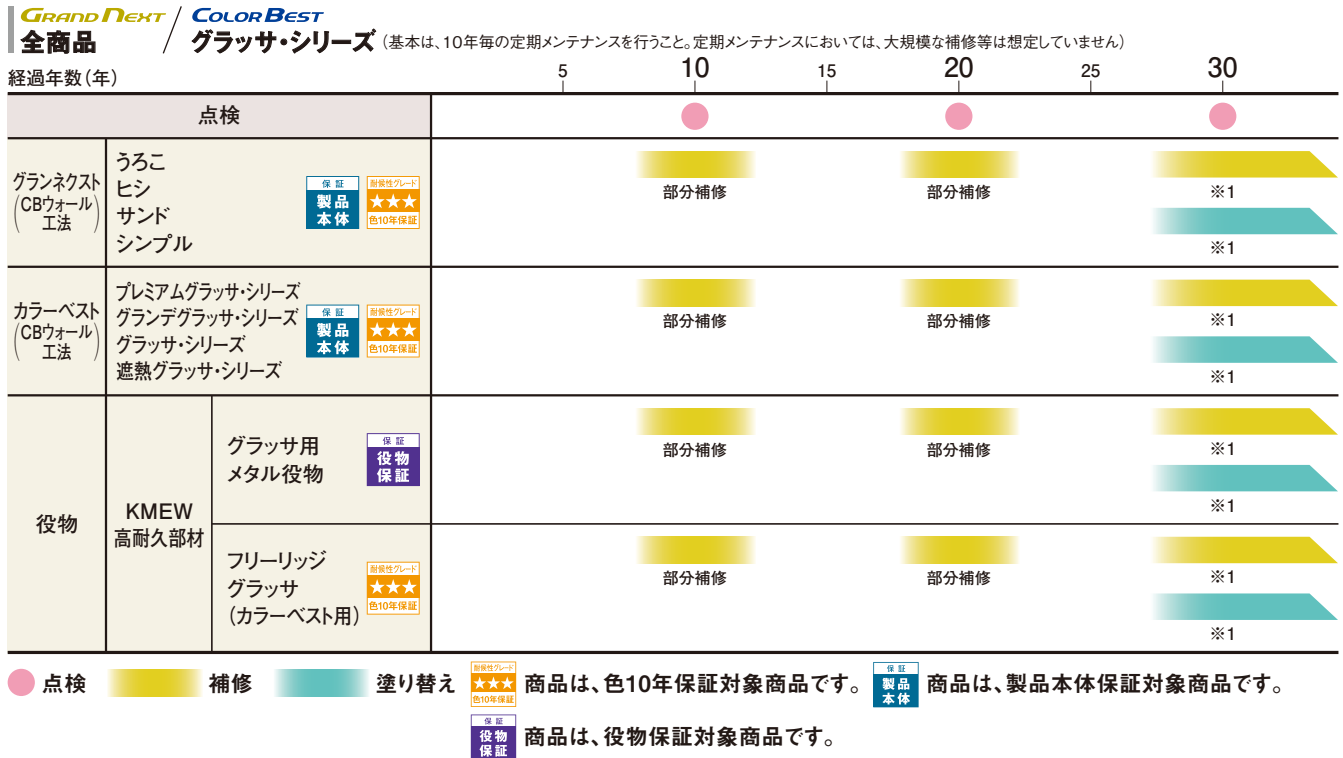 GRAND NEXT / COLORBEST
全商品 グラッサ・シリーズ（基本は、10年毎の定期メンテナンスを行うこと。定期メンテナンスにおいては、大規模な補修等は想定していません）
経過年数（年） 5 10 15 20 25 30
点検
グランネクスト
（CBウォール工法）
うろこ
ヒシ
サンド
シンプル
保証
製品
本体
耐候性グレード
★★★
色10年保証
部分補修 部分補修 ※1
※1
カラーベスト
（CBウォール工法）
プレミアムグラッサ・シリーズ
グランデグラッサ・シリーズ
グラッサ・シリーズ
遮熱グラッサ・シリーズ
保証
製品
本体
耐候性グレード
★★★
色10年保証
部分補修 部分補修 ※1
※1
役物
KMEW
高耐久部材
グラッサ用
メタル役物
保証
役物
保証
部分補修 部分補修 ※1
※1
フリーリッジ
グラッサ
（カラーベスト用）
耐候性グレード
★★★
色10年保証
部分補修 部分補修 ※1
※1
点検 補修 塗り替え
耐候性グレード
★★★
色10年保証
商品は、色10年保証対象商品です。
保証
製品
本体
商品は、製品本体保証対象商品です。
保証
役物
保証
商品は、役物保証対象商品です。